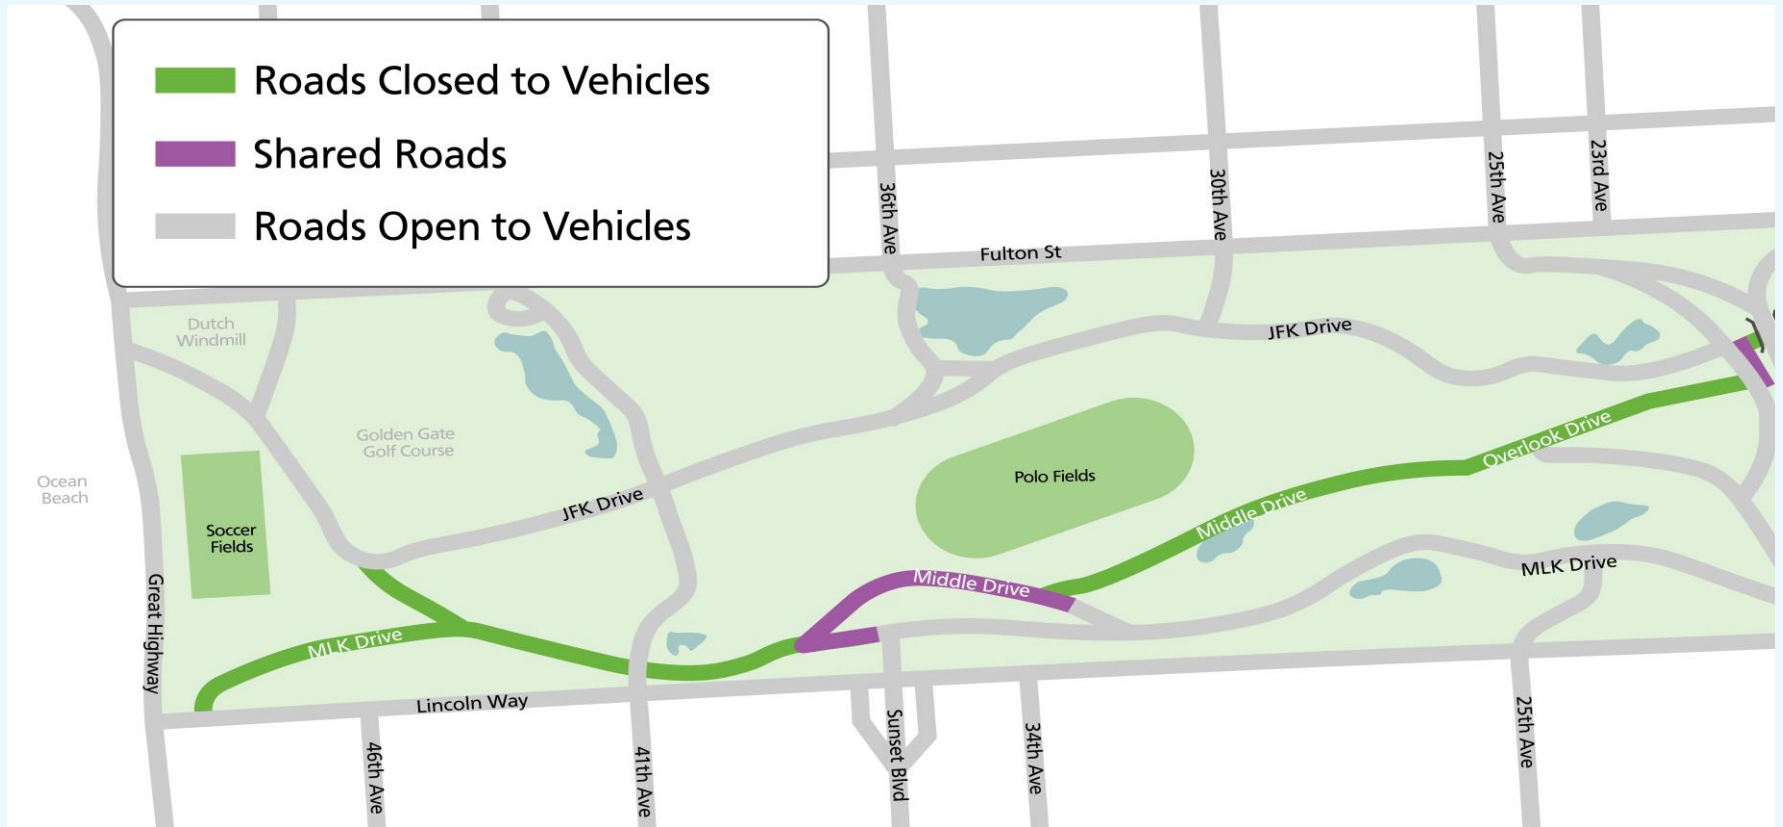 Roads Closed to Vehicles
Shared Roads
Roads Open to Vehicles
36th Ave
30th Ave
25th Ave
23rd Ave
Fulton St
Dutch
Windmill
JFK Drive
Golden Gate
Golf Course
Overlook Drive
Ocean
Beach
Polo Fields
JFK Drive
Middle Drive
Soccer
Fields
MLK Drive
Middle Drive
Great Highway
MLK Drive
Lincoln Way
46th Ave
41th Ave
Sunset Blvd
34th Ave
25th Ave